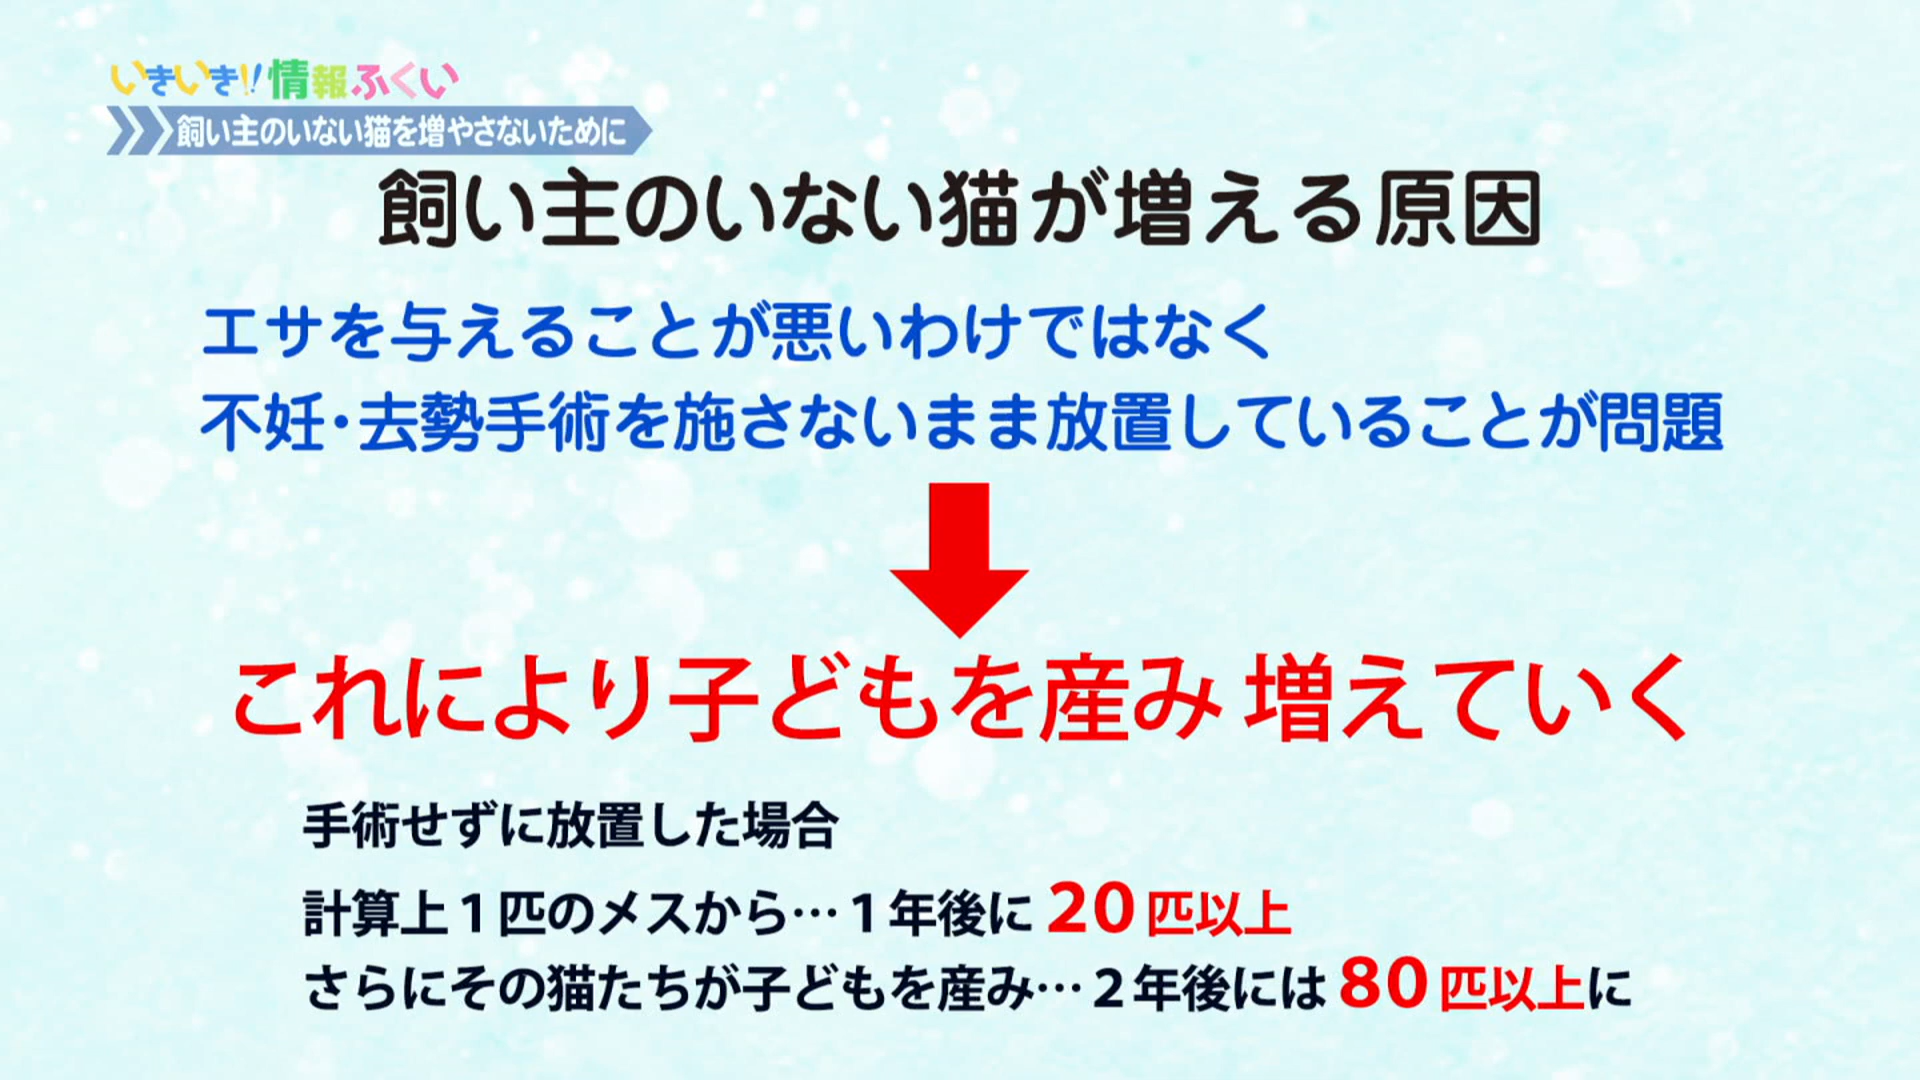 いきいき!!情報ふくい
飼い主のいない猫を増やさないために
飼い主のいない猫が増える原因
エサを与えることが悪いわけではなく
不妊・去勢手術を施さないまま放置していることが問題
これにより子どもを産み 増えていく
手術せずに放置した場合
計算上1匹のメスから…1年後に20匹以上
さらにその猫たちが子どもを産み…2年後には80匹以上に